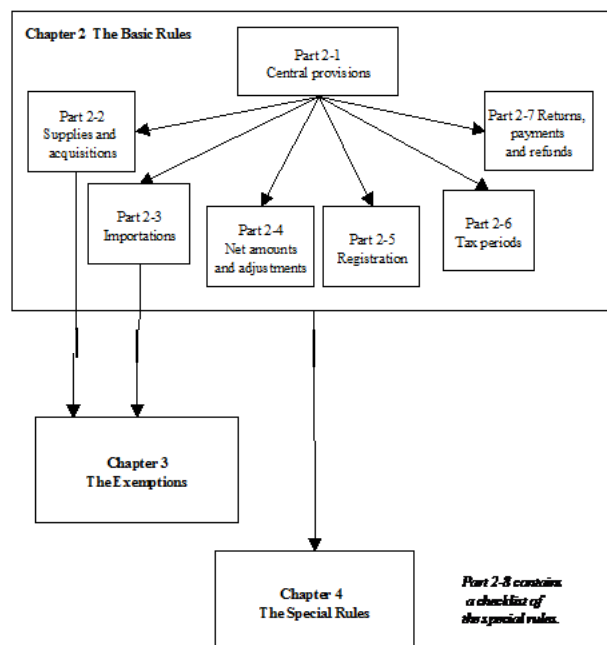 Chapter 2 The Basic Rules
Part 2-1
Central provisions
Part 2-2
Supplies and
acquisitions
Part 2-7 Returns,
payments
and refunds
Part 2-3
Importations
Part 2-4
Net amounts
and adjustments
Part 2-5
Registration
Part 2-6
Tax periods
Chapter 3
The Exemptions
Chapter 4
The Special Rules
Part 2-8 contains
a checklist of
the special rules.